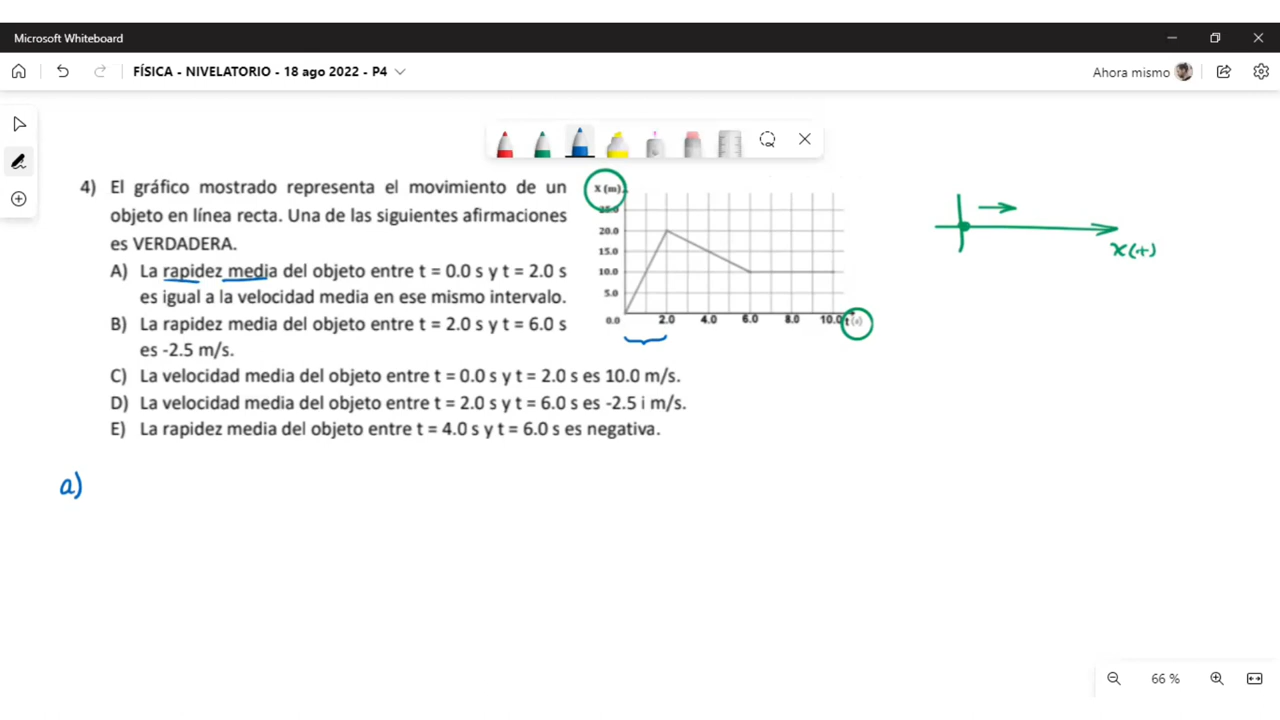 Microsoft Whiteboard
FÍSICA - NIVELATORIO - 18 ago 2022 - P4
Ahora mismo
4) El gráfico mostrado representa el movimiento de un
objeto en línea recta. Una de las siguientes afirmaciones
es VERDADERA.
A) La rapidez media del objeto entre t = 0.0 s y t = 2.0 s
es igual a la velocidad media en ese mismo intervalo.
B) La rapidez media del objeto entre t = 2.0 s y t = 6.0 s
es -2.5 m/s.
C) La velocidad media del objeto entre t = 0.0 s y t = 2.0 s es 10.0 m/s.
D) La velocidad media del objeto entre t = 2.0 s y t = 6.0 s es -2.5 i m/s.
E) La rapidez media del objeto entre t = 4.0 s y t = 6.0 s es negativa.
X (m)
25.0
20.0
15.0
10.0
5.0
0.0 2.0 4.0 6.0 8.0 10.0 t (s)
x(+)
a)
66 %